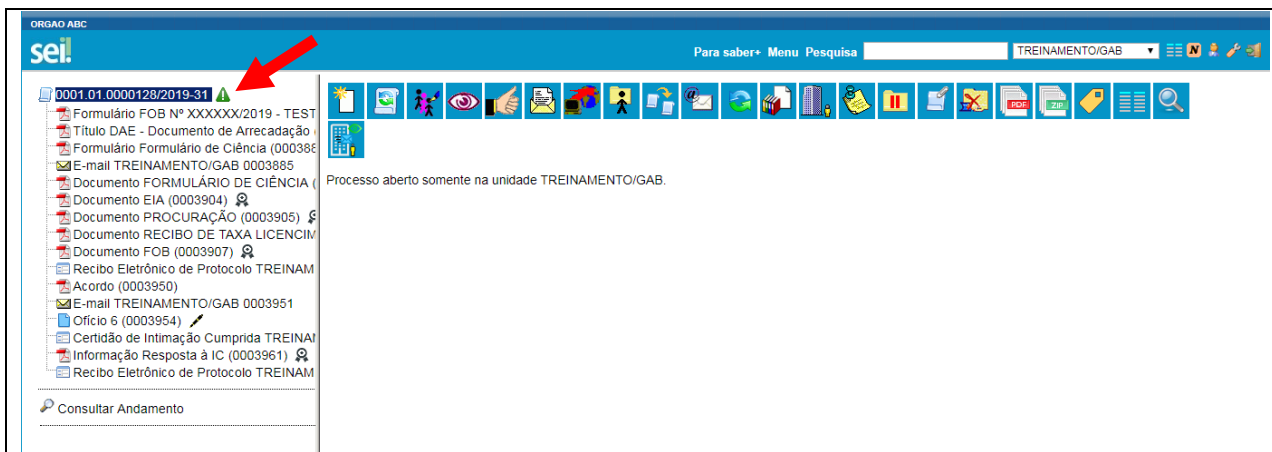 ORGAO ABC
sei!
Para saber+ Menu Pesquisa
TREINAMENTO/GAB
N
0001.01.0000128/2019-31
Formulário FOB Nº XXXXXX/2019 - TEST
Título DAE - Documento de Arrecadação
Formulário Formulário de Ciência (000388
E-mail TREINAMENTO/GAB 0003885
Documento FORMULÁRIO DE CIÊNCIA (
Documento EIA (0003904)
Documento PROCURAÇÃO (0003905)
Documento RECIBO DE TAXA LICENCIM
Documento FOB (0003907)
Recibo Eletrônico de Protocolo TREINAM
Acordo (0003950)
E-mail TREINAMENTO/GAB 0003951
Ofício 6 (0003954)
Certidão de Intimação Cumprida TREINAM
Informação Resposta à IC (0003961)
Recibo Eletrônico de Protocolo TREINAM
Consultar Andamento
PDF
ZIP
Processo aberto somente na unidade TREINAMENTO/GAB.